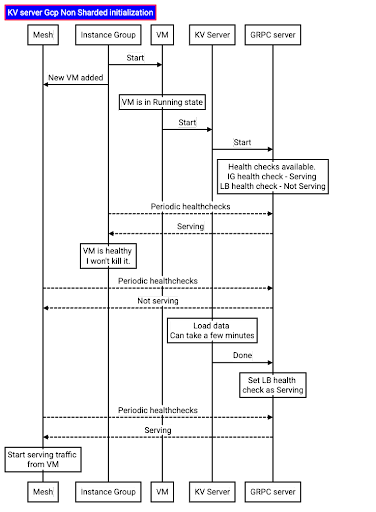 KV server Gcp Non Sharded initialization
Mesh
Instance Group
VM
KV Server
GRPC server
Start
New VM added
VM is in Running state
Start
Start
Health checks available.
IG health check - Serving
LB health check - Not Serving
Periodic healthchecks
Serving
VM is healthy
I won't kill it.
Periodic healthchecks
Not serving
Load data
Can take a few minutes
Done
Set LB health
check as Serving
Periodic healthchecks
Serving
Start serving traffic
from VM
Mesh
Instance Group
VM
KV Server
GRPC server